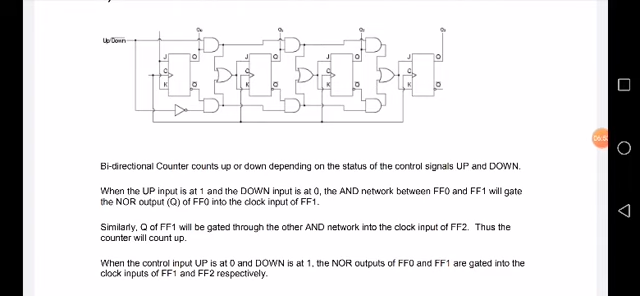 Up/Down
J Q J Q J Q J Q
C C C C
K Q K Q K Q K Q
Bi-directional Counter counts up or down depending on the status of the control signals UP and DOWN.
When the UP input is at 1 and the DOWN input is at 0, the AND network between FF0 and FF1 will gate
the NOR output (Q) of FF0 into the clock input of FF1.
Similarly, Q of FF1 will be gated through the other AND network into the clock input of FF2. Thus the
counter will count up.
When the control input UP is at 0 and DOWN is at 1, the NOR outputs of FF0 and FF1 are gated into the
clock inputs of FF1 and FF2 respectively.